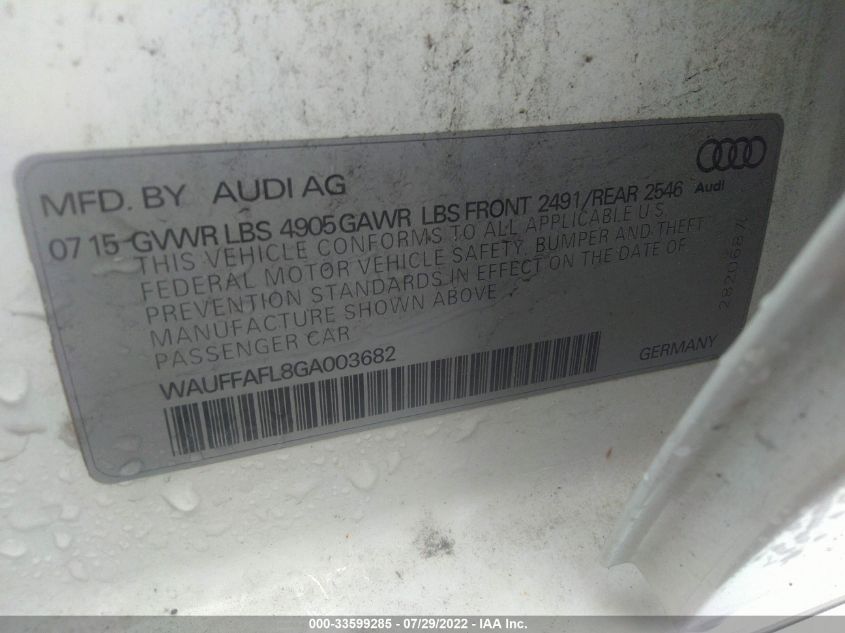 MFD. BY AUDI AG
Audi
07 15 GVWR LBS 4905 GAWR LBS FRONT 2491/REAR 2546
THIS VEHICLE CONFORMS TO ALL APPLICABLE U.S.
FEDERAL MOTOR VEHICLE SAFETY, BUMPER AND THEFT
PREVENTION STANDARDS IN EFFECT ON THE DATE OF
MANUFACTURE SHOWN ABOVE.
PASSENGER CAR
WAUFFAFL8GA003682
GERMANY
000-33599285 - 07/29/2022 - IAA Inc.